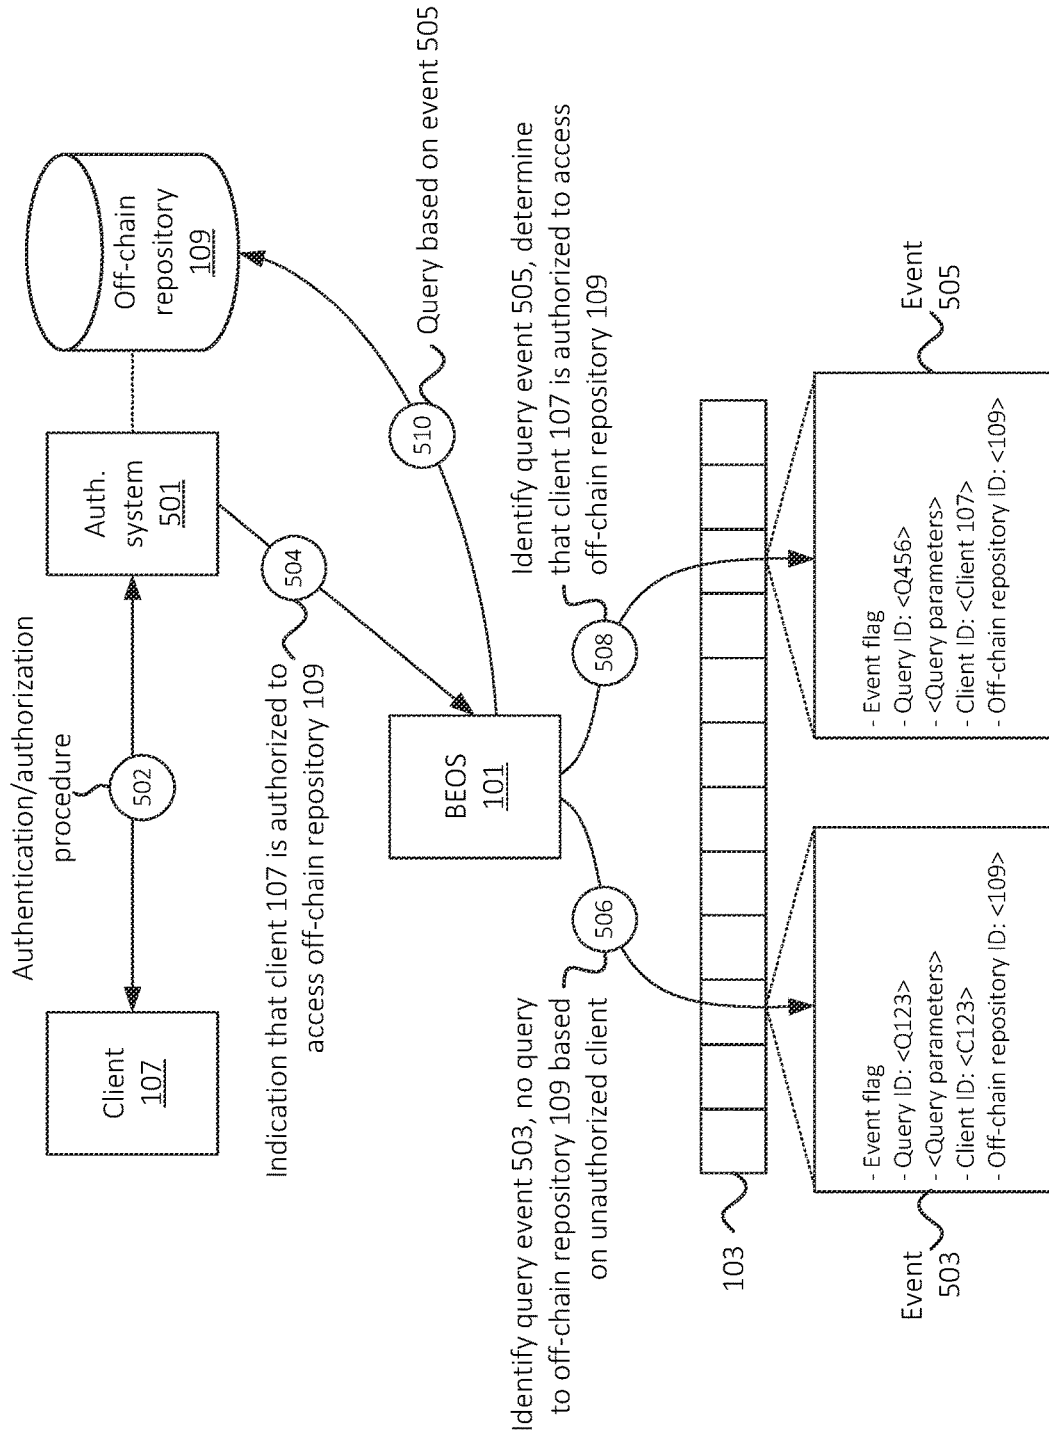 Authentication/authorization
procedure
502
Client
107
Auth.
system
501
Off-chain
repository
109
504
Indication that client 107 is authorized to
access off-chain repository 109
510
Query based on event 505
BEOS
101
Identify query event 503, no query
to off-chain repository 109 based
on unauthorized client
506
508
Identify query event 505, determine
that client 107 is authorized to access
off-chain repository 109
103
Event
503
- Event flag
- Query ID: <Q123>
- <Query parameters>
- Client ID: <C123>
- Off-chain repository ID: <109>
- Event flag
- Query ID: <Q456>
- <Query parameters>
- Client ID: <Client 107>
- Off-chain repository ID: <109>
Event
505